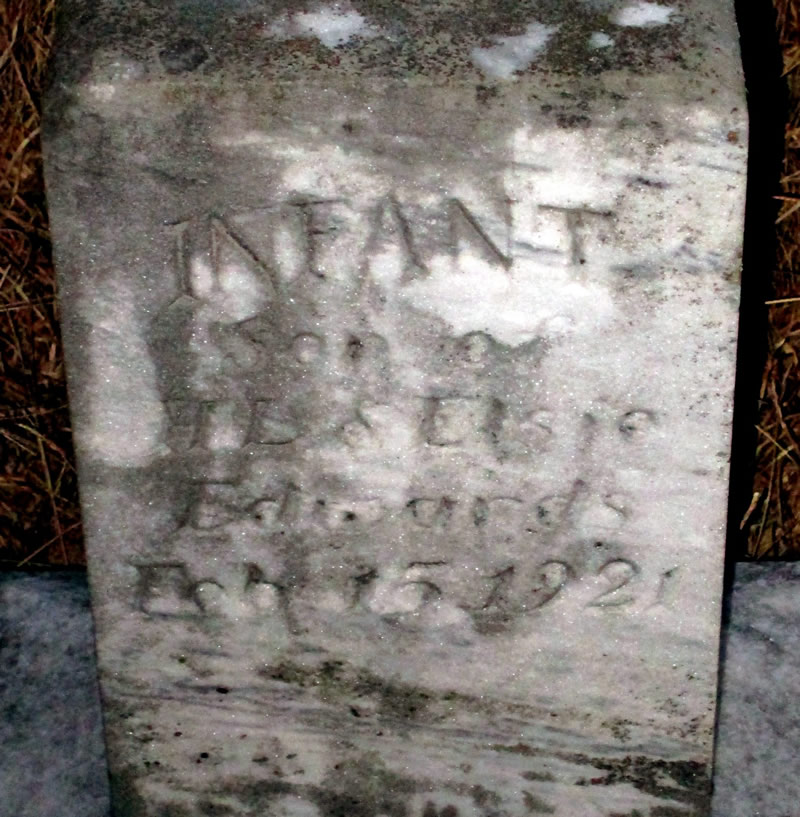 INFANT
Son of
H B & Elsie
Edwards
Feb 15 1921